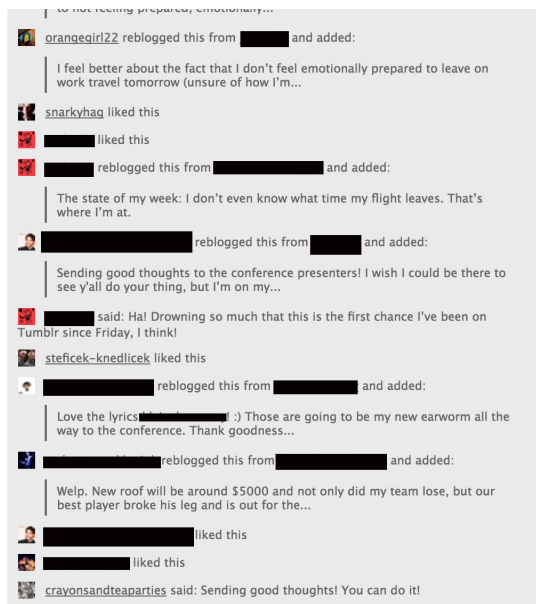 to not feeling prepared, emotionally...
orangegirl22 reblogged this from and added:
I feel better about the fact that I don't feel emotionally prepared to leave on
work travel tomorrow (unsure of how I'm...
snarkyhag liked this
liked this
reblogged this from and added:
The state of my week: I don't even know what time my flight leaves. That's
where I'm at.
reblogged this from and added:
Sending good thoughts to the conference presenters! I wish I could be there to
see y'all do your thing, but I'm on my...
said: Ha! Drowning so much that this is the first chance I've been on
Tumblr since Friday, I think!
steficek-knedlicek liked this
reblogged this from and added:
Love the lyrics ! :) Those are going to be my new earworm all the
way to the conference. Thank goodness...
reblogged this from and added:
Welp. New roof will be around $5000 and not only did my team lose, but our
best player broke his leg and is out for the...
liked this
liked this
crayonsandteaparties said: Sending good thoughts! You can do it!